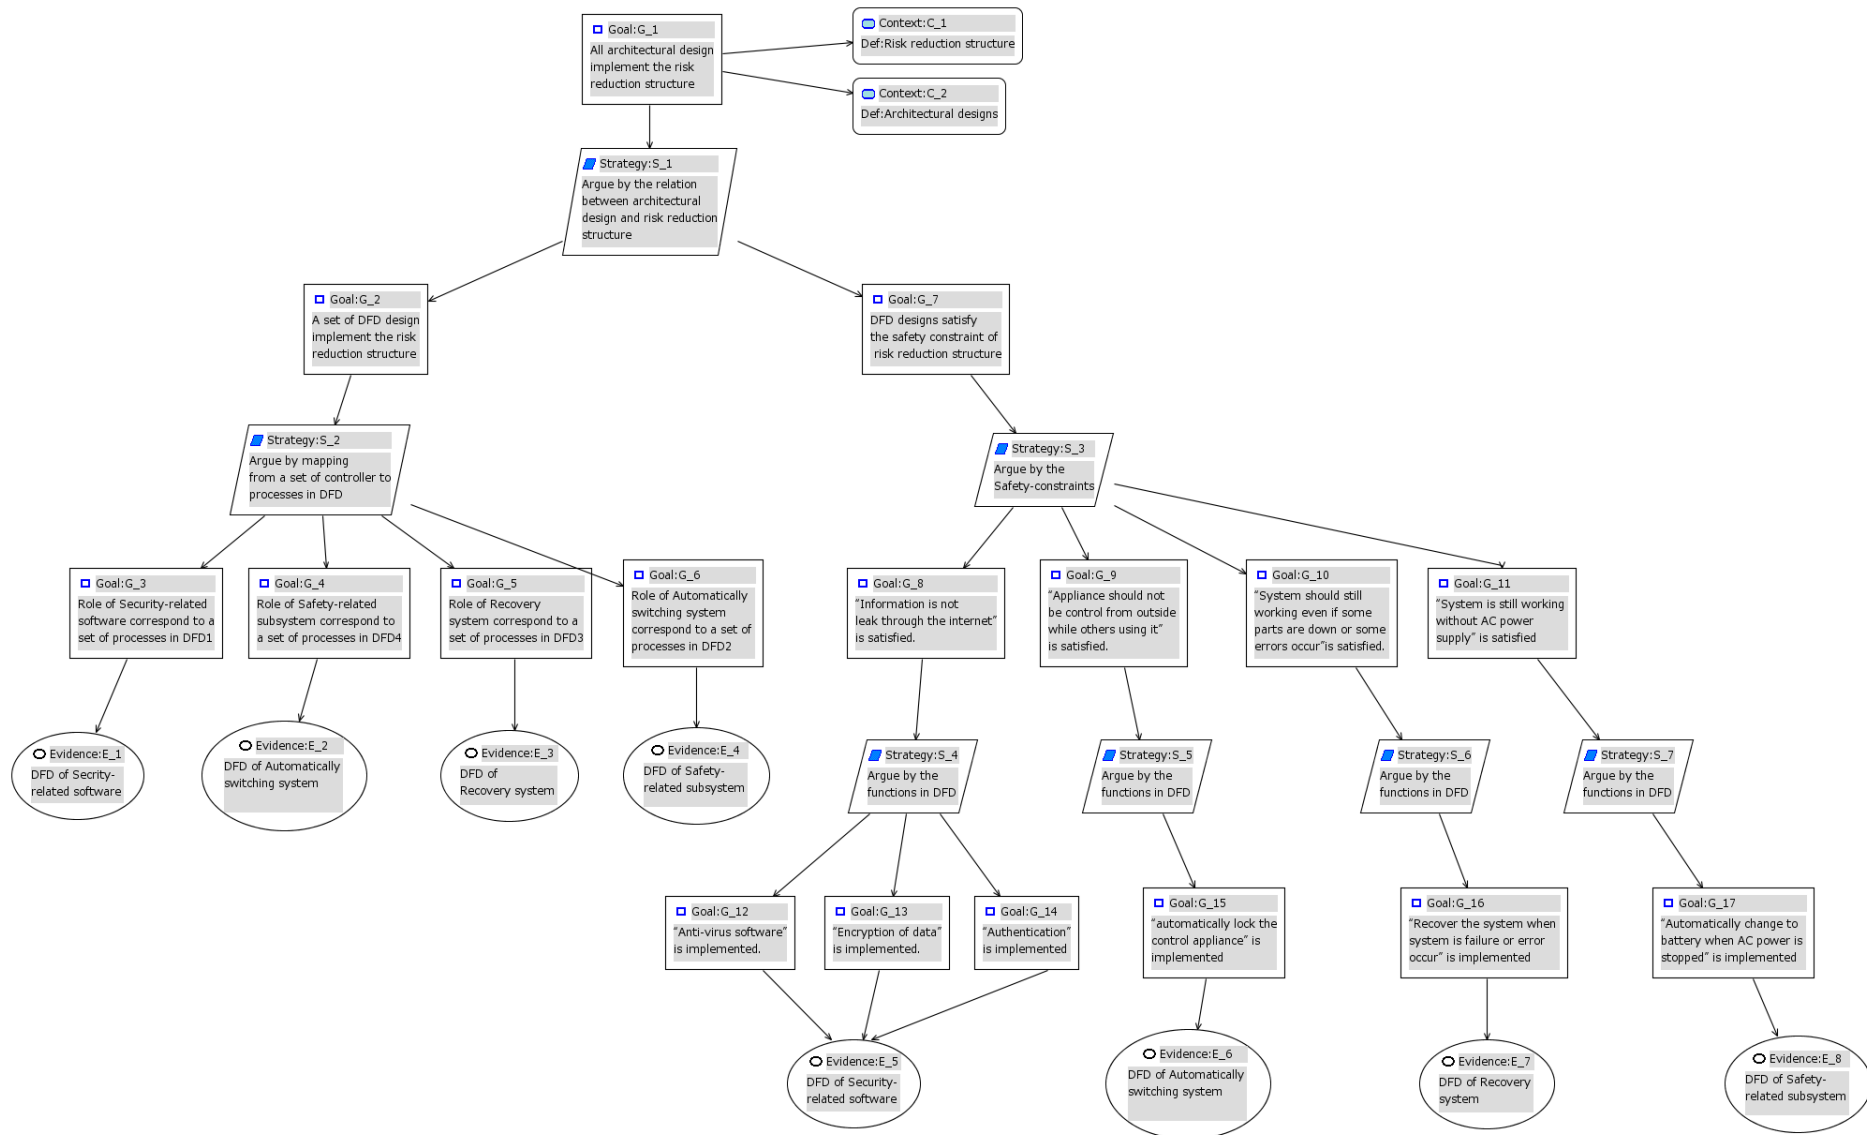 Goal:G_1
All architectural design
implement the risk
reduction structure
Context:C_1
Def:Risk reduction structure
Context:C_2
Def:Architectural designs
Strategy:S_1
Argue by the relation
between architectural
design and risk reduction
structure
Goal:G_2
A set of DFD design
implement the risk
reduction structure
Goal:G_7
DFD designs satisfy
the safety constraint of
risk reduction structure
Strategy:S_2
Argue by mapping
from a set of controller to
processes in DFD
Strategy:S_3
Argue by the
Safety-constraints
Goal:G_3
Role of Security-related
software correspond to a
set of processes in DFD1
Goal:G_4
Role of Safety-related
subsystem correspond to
a set of processes in DFD4
Goal:G_5
Role of Recovery
system correspond to a
set of processes in DFD3
Goal:G_6
Role of Automatically
switching system
correspond to a set of
processes in DFD2
Goal:G_8
“Information is not
leak through the internet”
is satisfied.
Goal:G_9
“Appliance should not
be control from outside
while others using it”
is satisfied.
Goal:G_10
“System should still
working even if some
parts are down or some
errors occur”is satisfied.
Goal:G_11
“System is still working
without AC power
supply” is satisfied
Evidence:E_1
DFD of Secrity-
related software
Evidence:E_2
DFD of Automatically
switching system
Evidence:E_3
DFD of
Recovery system
Evidence:E_4
DFD of Safety-
related subsystem
Strategy:S_4
Argue by the
functions in DFD
Strategy:S_5
Argue by the
functions in DFD
Strategy:S_6
Argue by the
functions in DFD
Strategy:S_7
Argue by the
functions in DFD
Goal:G_12
“Anti-virus software”
is implemented.
Goal:G_13
“Encryption of data”
is implemented.
Goal:G_14
“Authentication”
is implemented
Goal:G_15
“automatically lock the
control appliance” is
implemented
Goal:G_16
“Recover the system when
system is failure or error
occur” is implemented
Goal:G_17
“Automatically change to
battery when AC power is
stopped” is implemented
Evidence:E_5
DFD of Security-
related software
Evidence:E_6
DFD of Automatically
switching system
Evidence:E_7
DFD of Recovery
system
Evidence:E_8
DFD of Safety-
related subsystem